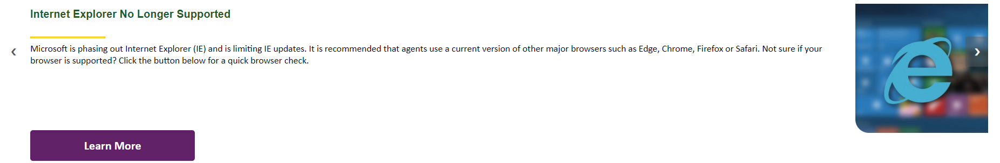 Internet Explorer No Longer Supported
Microsoft is phasing out Internet Explorer (IE) and is limiting IE updates. It is recommended that agents use a current version of other major browsers such as Edge, Chrome, Firefox or Safari. Not sure if your
browser is supported? Click the button below for a quick browser check.
Learn More